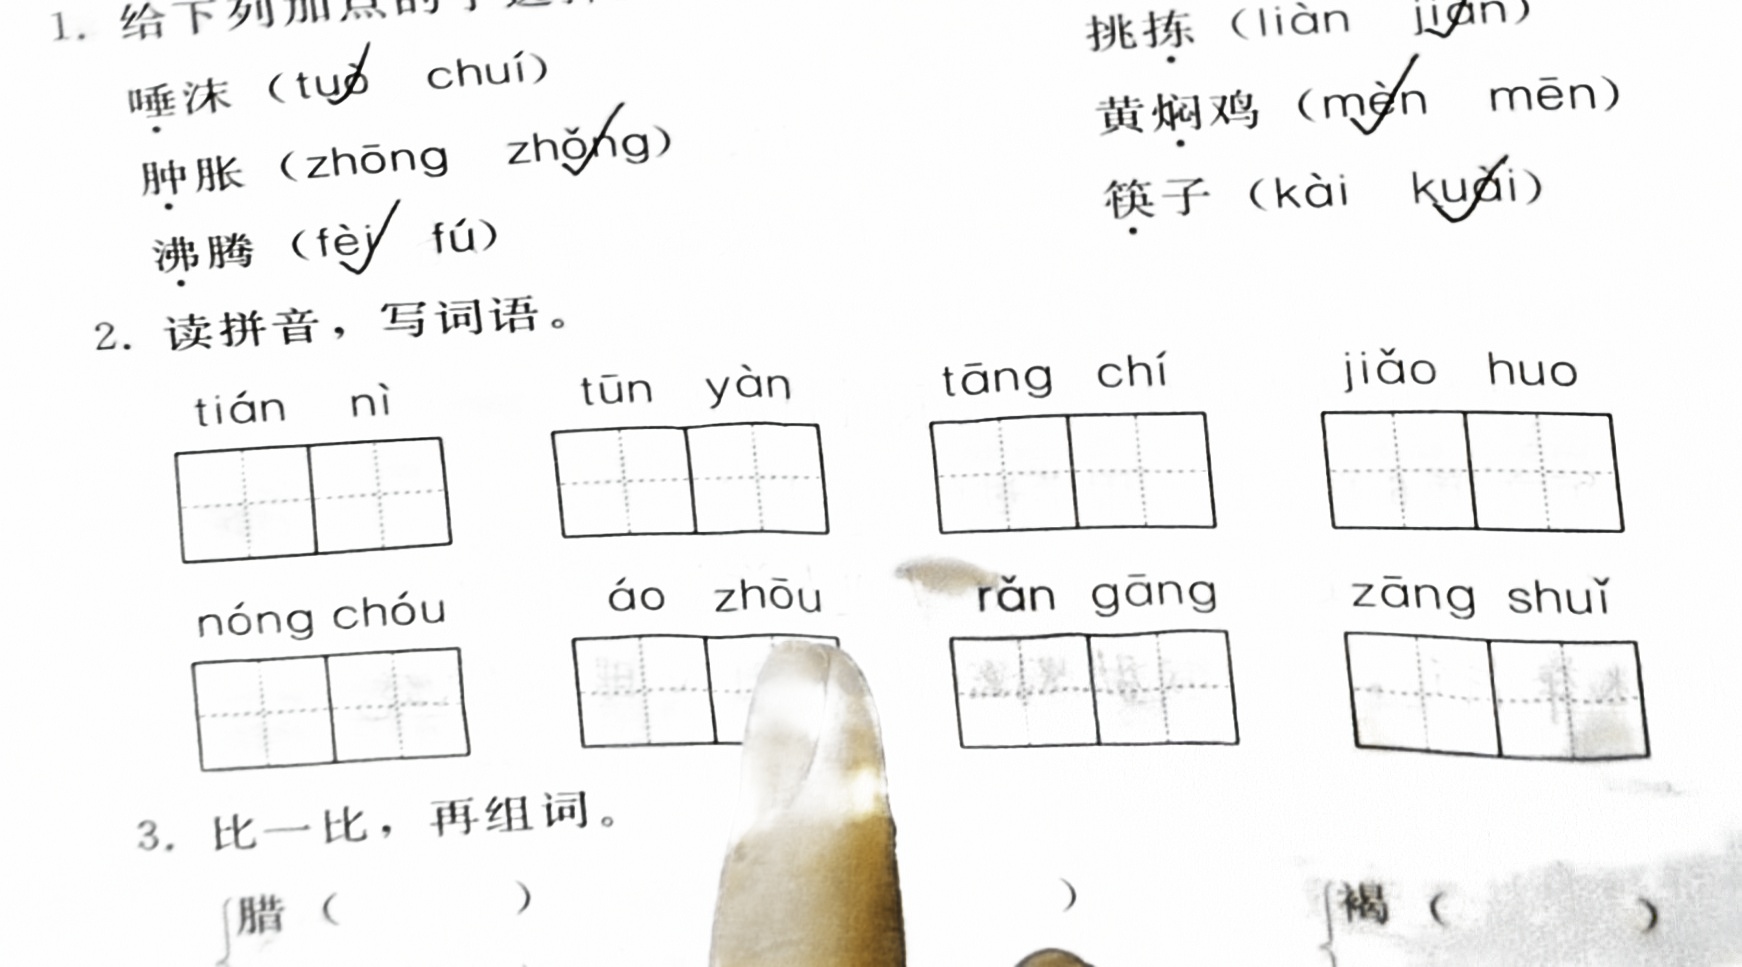 1. 给下列加点的字选择
唾沫（tuò chuí） 挑拣（liàn jiǎn）
肿胀（zhōng zhǒng） 黄焖鸡（mèn mēn）
沸腾（fèi fú） 筷子（kài kuài）
2. 读拼音，写词语。
tián nì tūn yàn tāng chí jiǎo huo
nóng chóu áo zhōu rǎn gāng zāng shuǐ
3. 比一比，再组词。
腊（ ） ） 褐（ ）